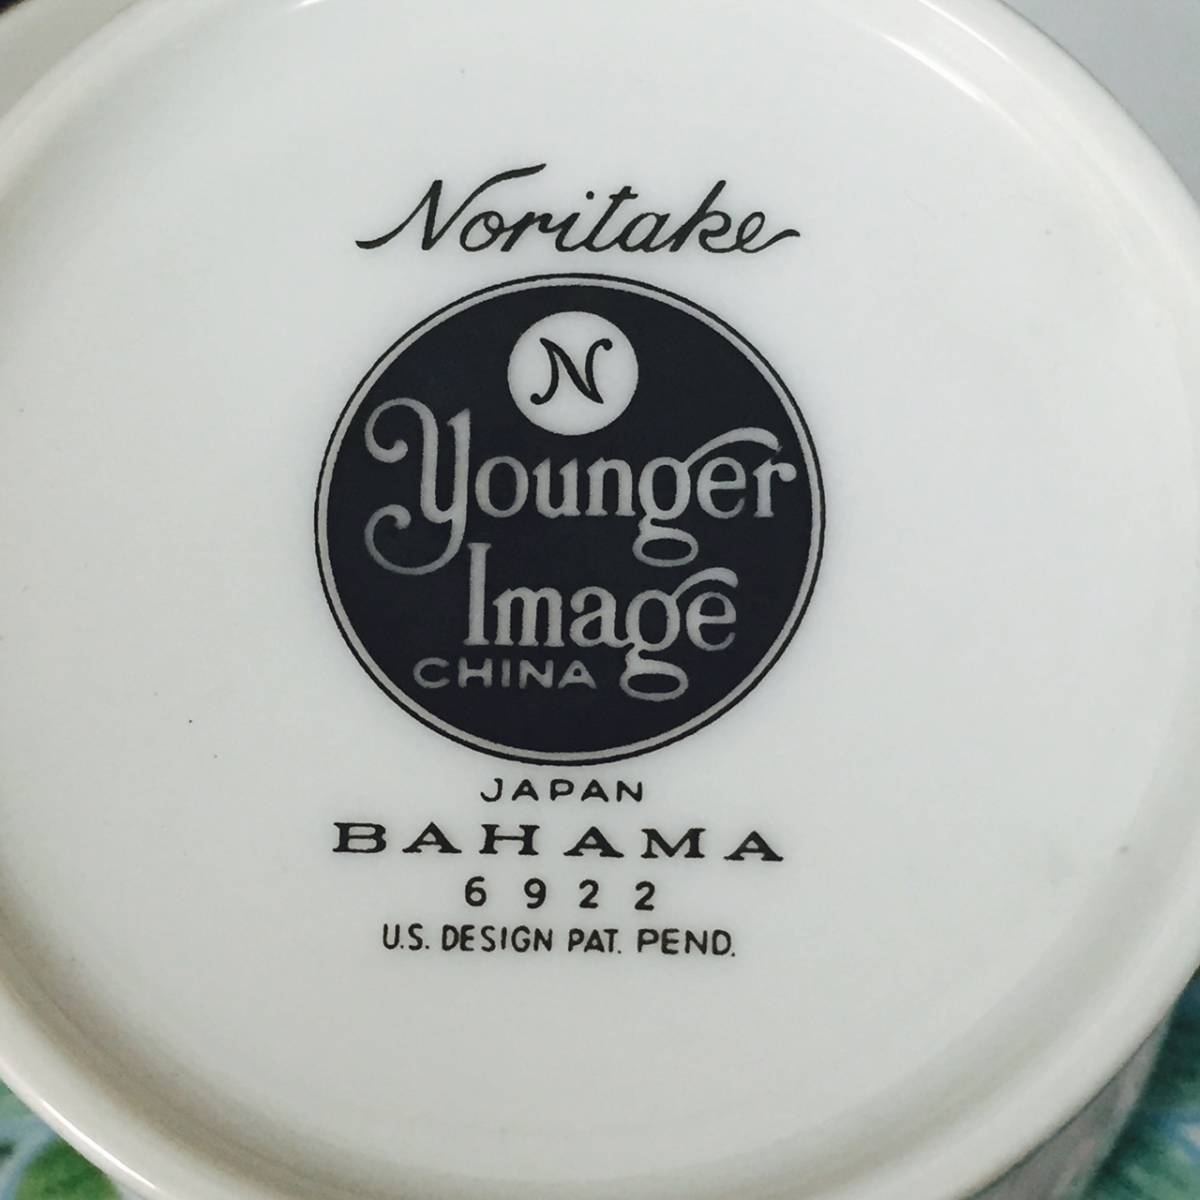 Noritake
N
Younger
Image
CHINA
JAPAN
BAHAMA
6922
U.S. DESIGN PAT. PEND.